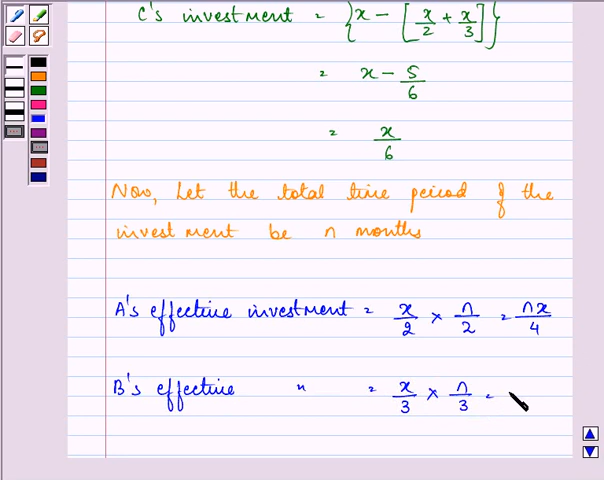 C's investment = {x - [x/2 + x/3]}
= x - 5/6
= x/6
Now, Let the total time period of the
investment be n months
A's effective investment = x/2 × n/2 = nx/4
B's effective " = x/3 × n/3 =